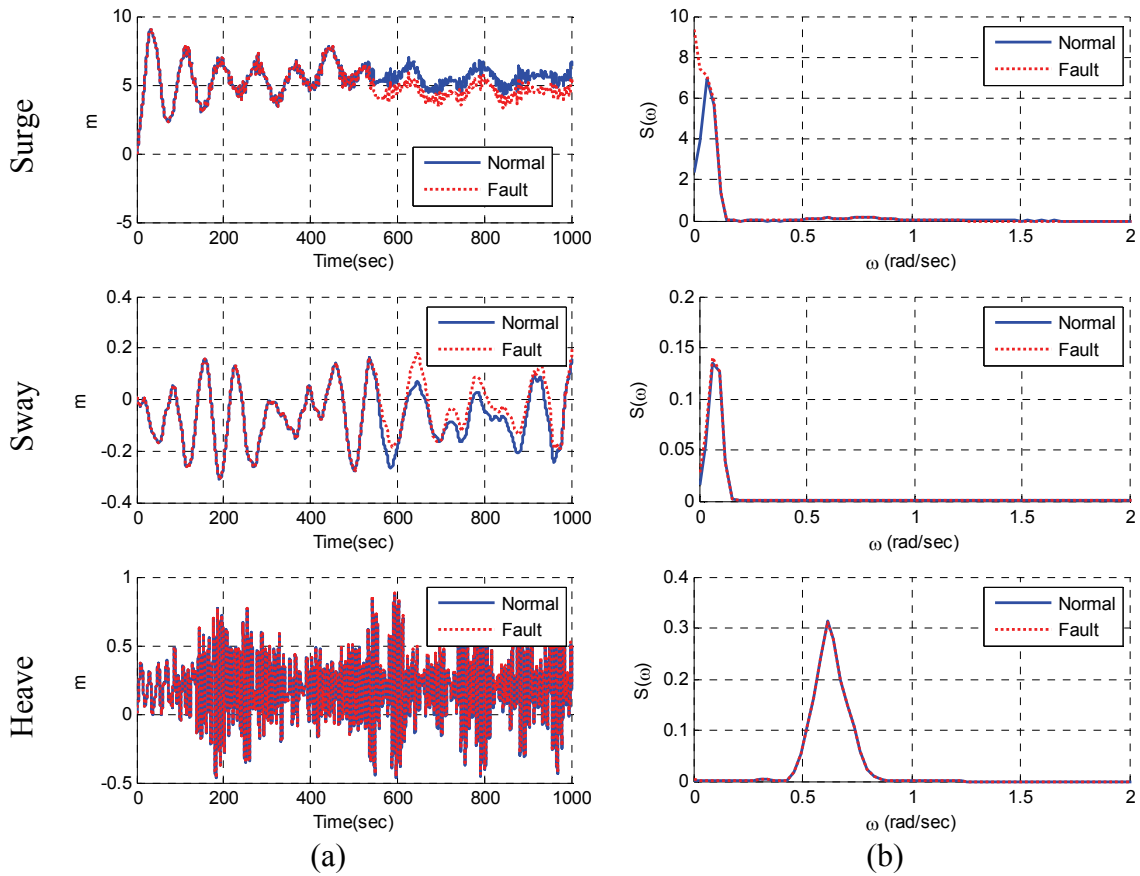 Surge
m
10
5
0
-5
0
200
400
600
800
1000
Time(sec)
Normal
Fault
S(ω)
10
8
6
4
2
0
0
0.5
1
1.5
2
ω (rad/sec)
Normal
Fault
Sway
m
0.4
0.2
0
-0.2
-0.4
0
200
400
600
800
1000
Time(sec)
Normal
Fault
S(ω)
0.2
0.15
0.1
0.05
0
0
0.5
1
1.5
2
ω (rad/sec)
Normal
Fault
Heave
m
1
0.5
0
-0.5
0
200
400
600
800
1000
Time(sec)
Normal
Fault
S(ω)
0.4
0.3
0.2
0.1
0
0
0.5
1
1.5
2
ω (rad/sec)
Normal
Fault
(a)
(b)